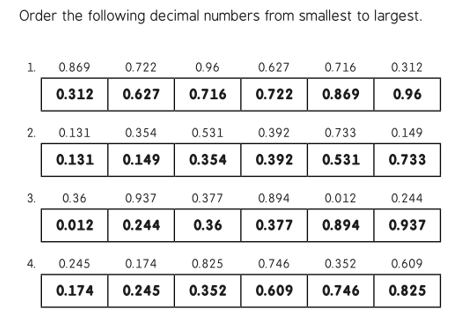 Order the following decimal numbers from smallest to largest.
1. 0.869 0.722 0.96 0.627 0.716 0.312
0.312 0.627 0.716 0.722 0.869 0.96
2. 0.131 0.354 0.531 0.392 0.733 0.149
0.131 0.149 0.354 0.392 0.531 0.733
3. 0.36 0.937 0.377 0.894 0.012 0.244
0.012 0.244 0.36 0.377 0.894 0.937
4. 0.245 0.174 0.825 0.746 0.352 0.609
0.174 0.245 0.352 0.609 0.746 0.825